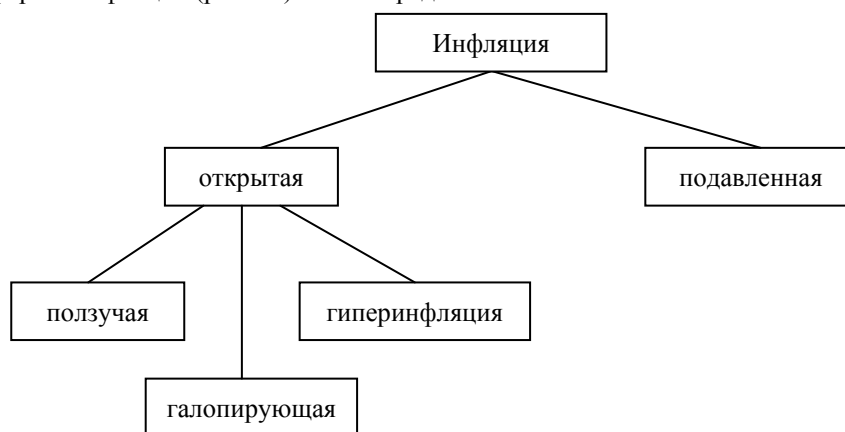 Инфляция
открытая
подавленная
ползучая
гиперинфляция
галопирующая